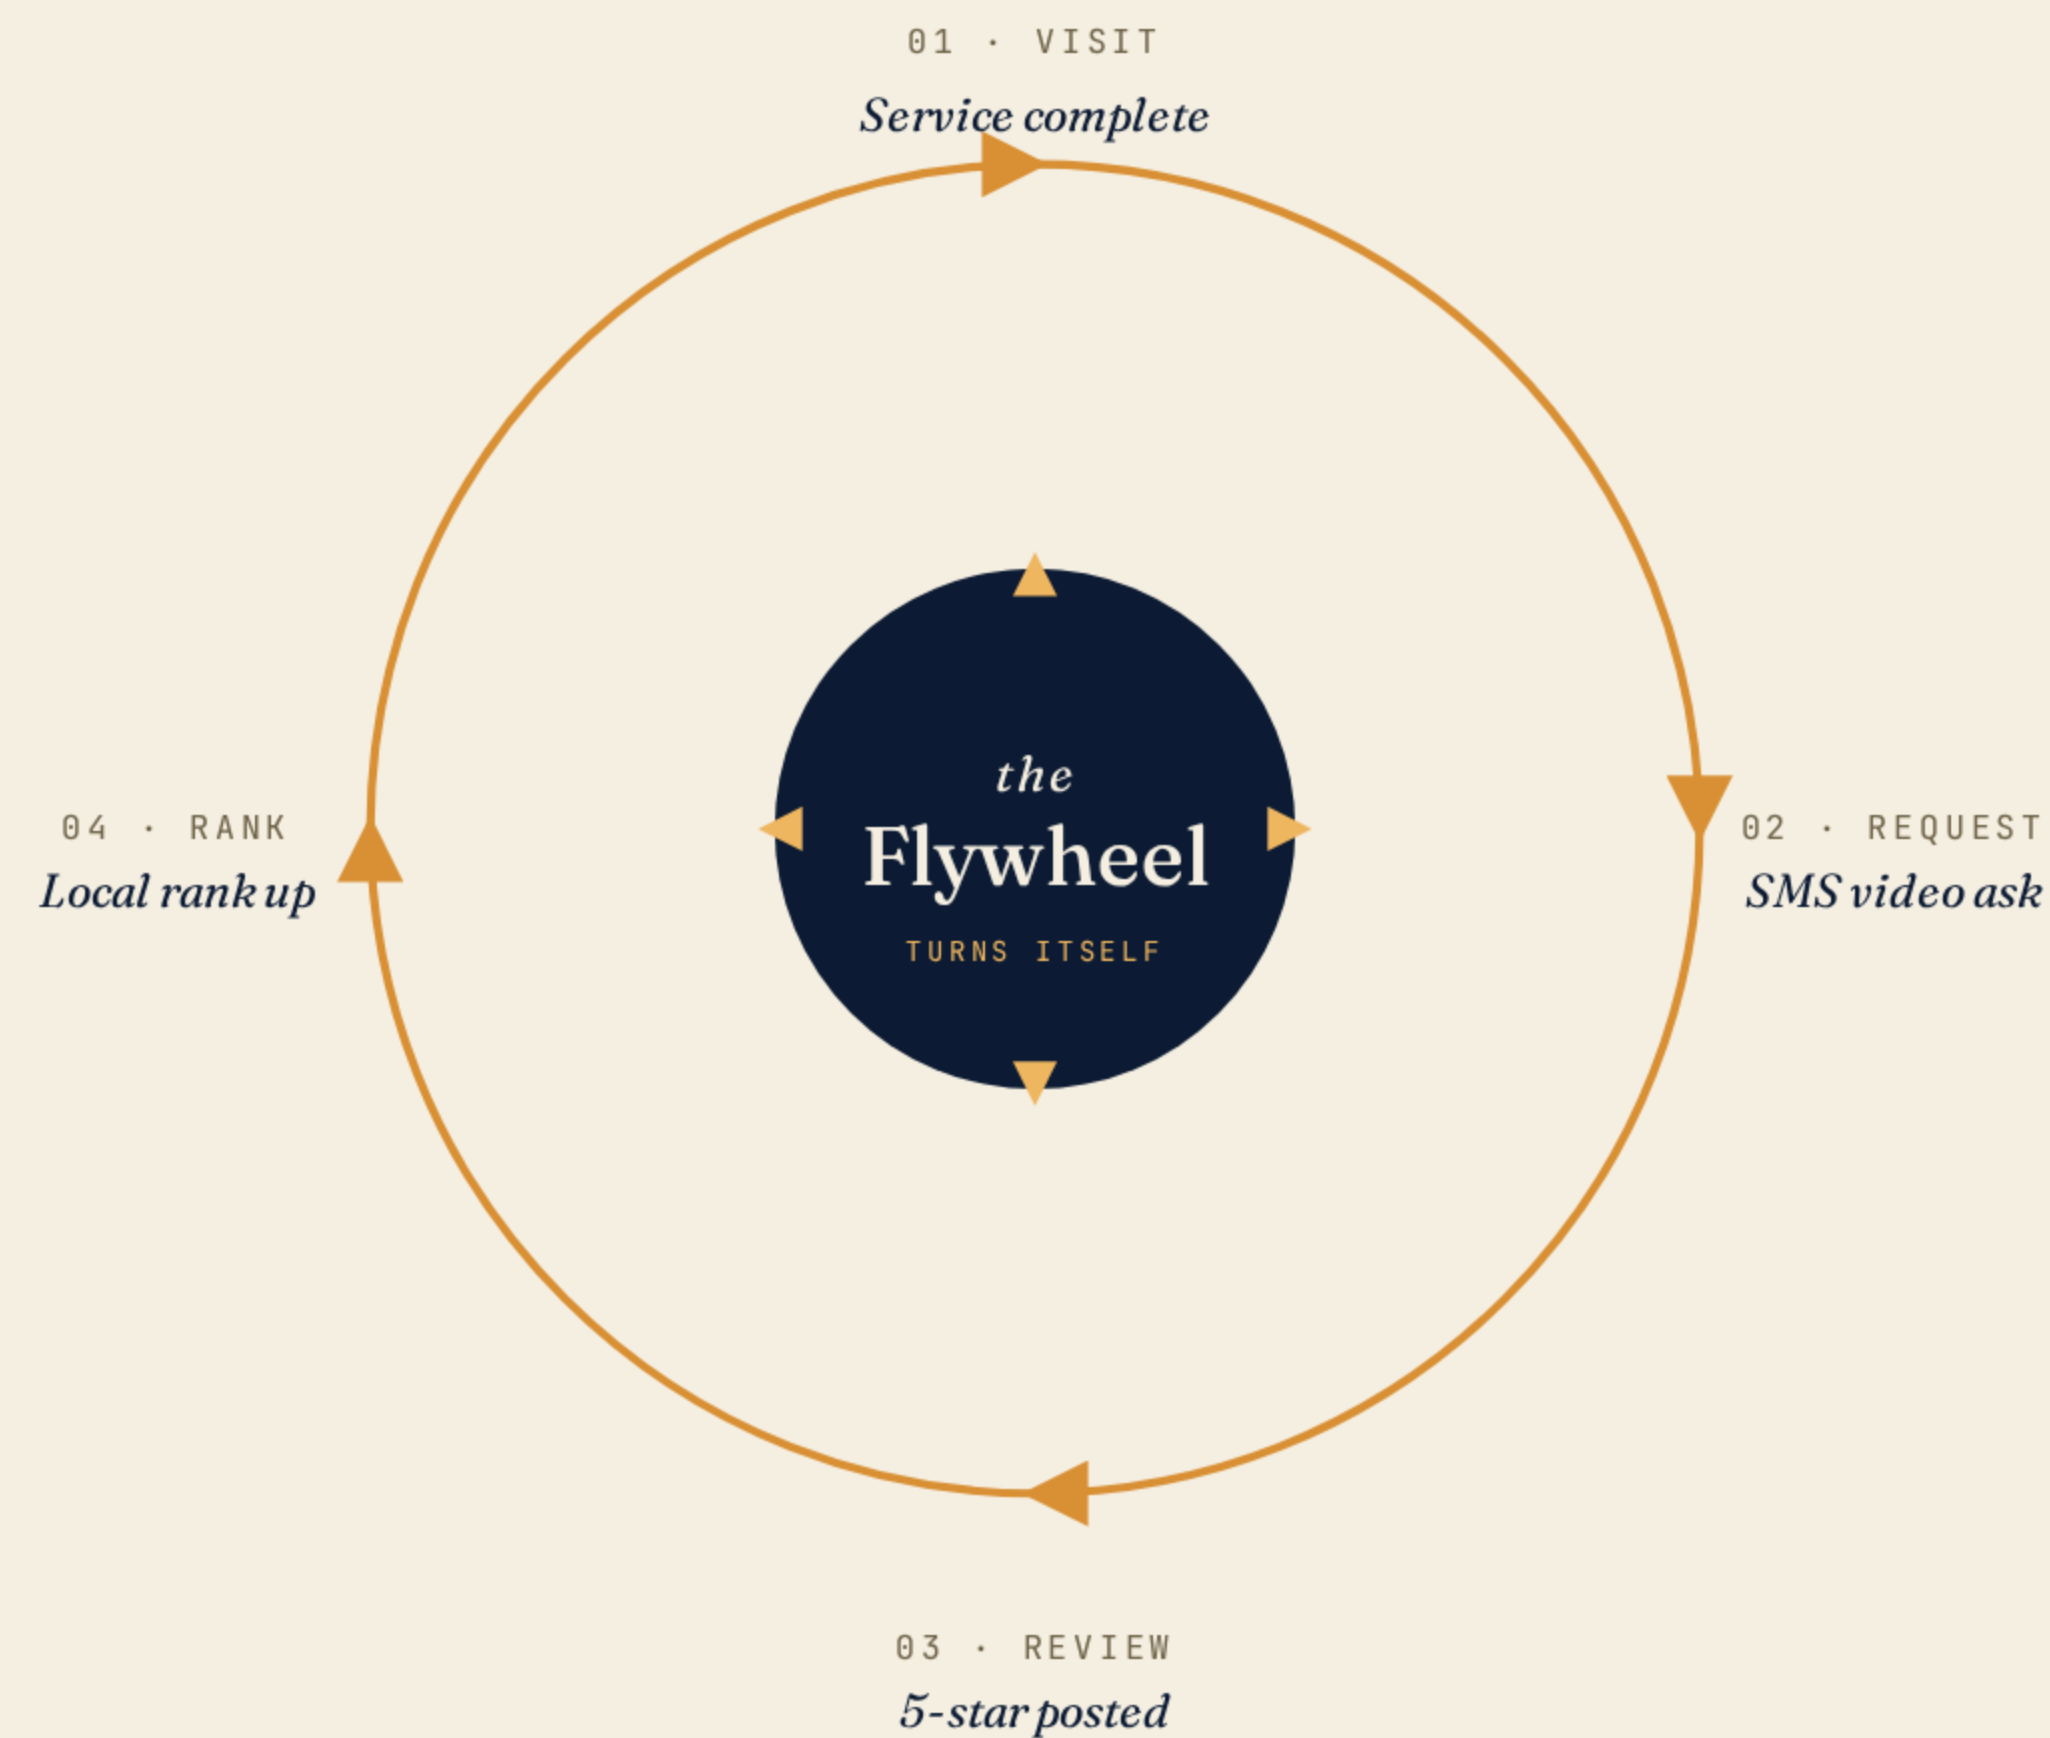 01 · VISIT
Service complete
the
Flywheel
TURNS ITSELF
04 · RANK
Local rank up
02 · REQUEST
SMS video ask
03 · REVIEW
5-star posted